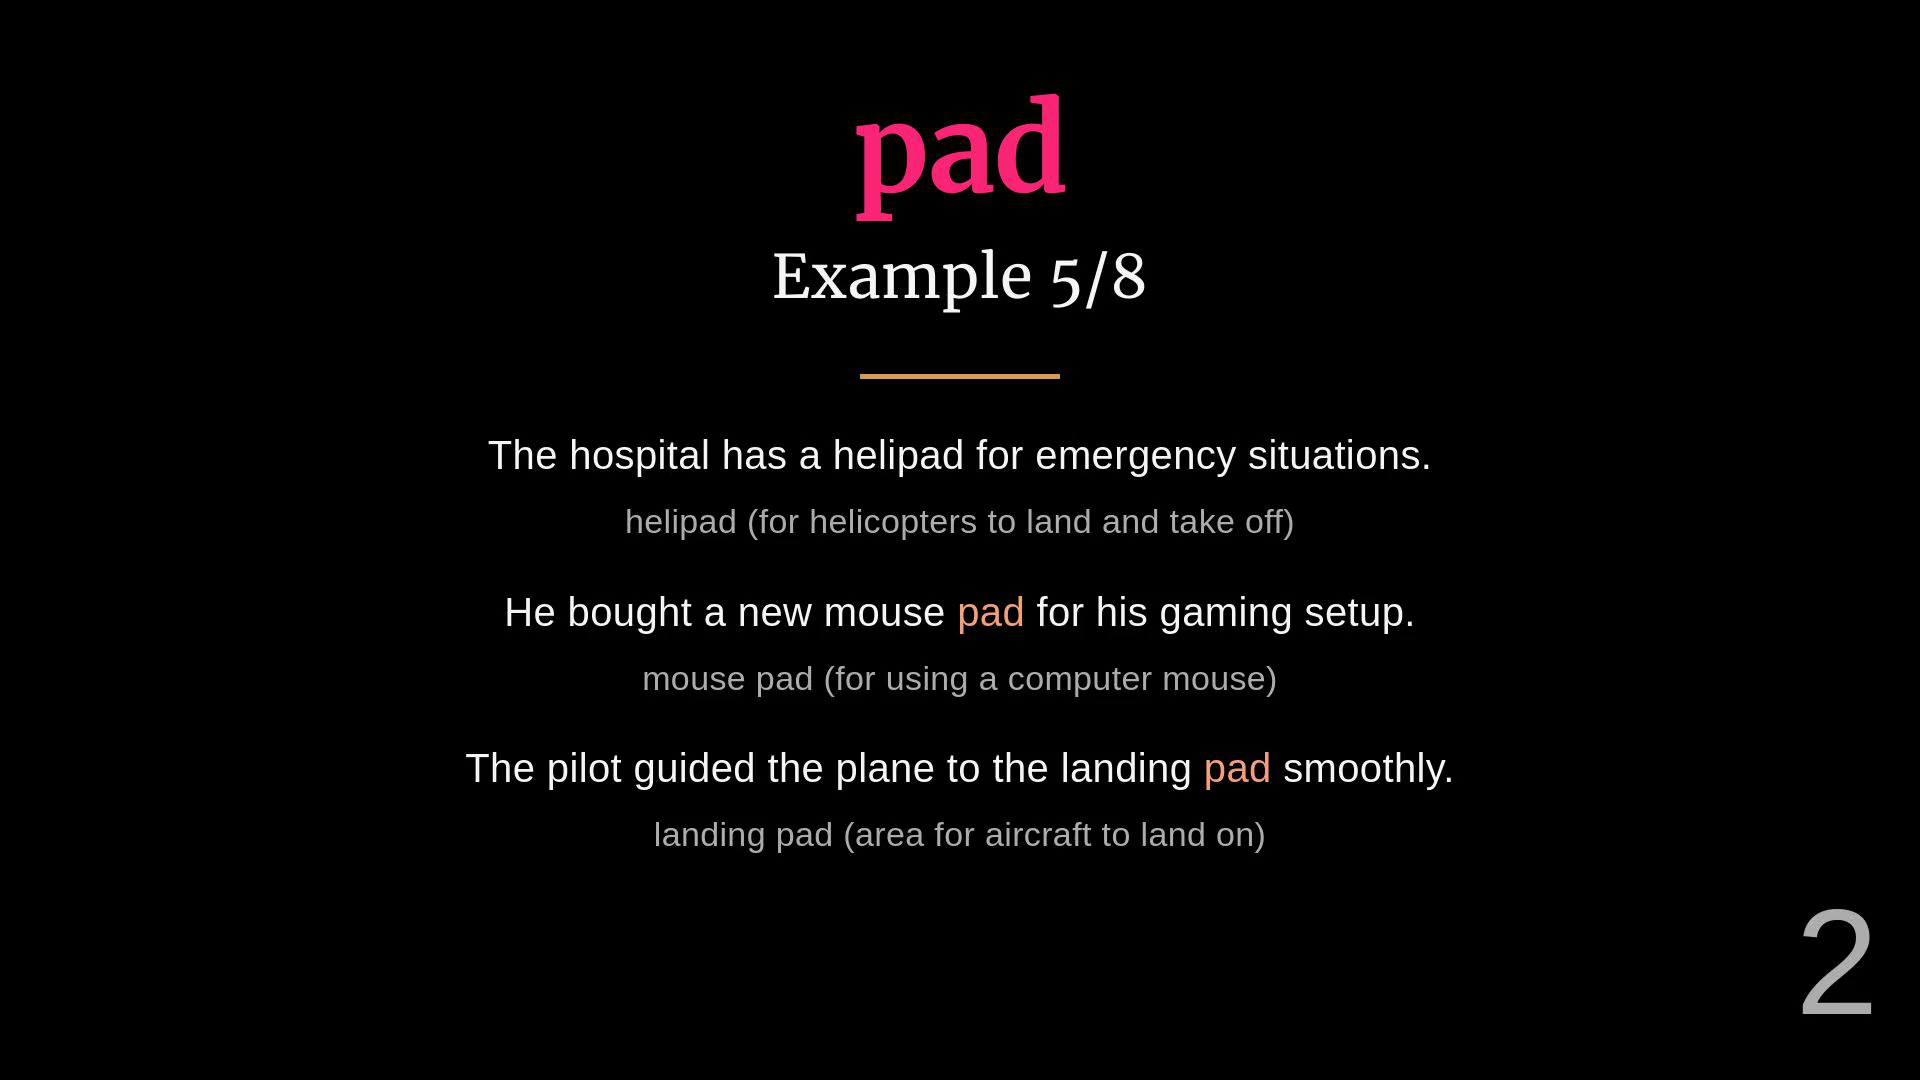 pad
Example 5/8
The hospital has a helipad for emergency situations.
helipad (for helicopters to land and take off)
He bought a new mouse pad for his gaming setup.
mouse pad (for using a computer mouse)
The pilot guided the plane to the landing pad smoothly.
landing pad (area for aircraft to land on)
2